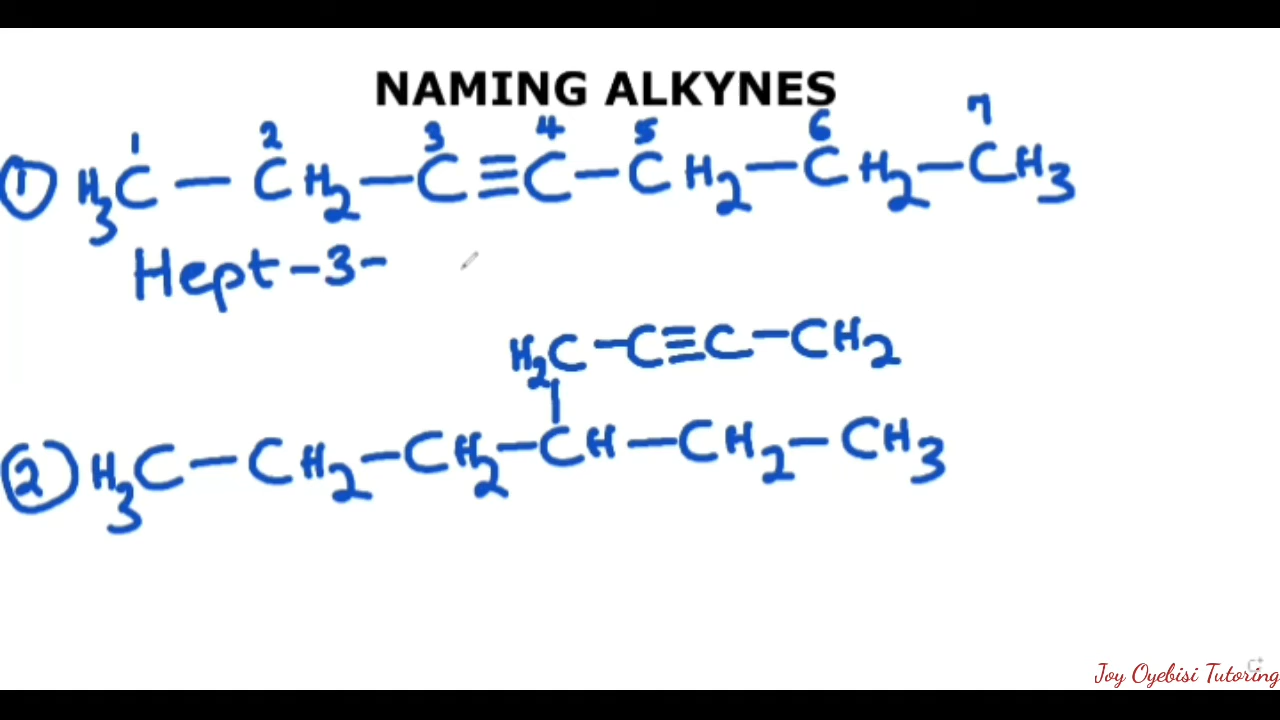 NAMING ALKYNES
1 2 3 4 5 6 7
① H₃C — CH₂ — C ≡ C — CH₂ — CH₂ — CH₃
Hept - 3 -
H₂C — C ≡ C — CH₂
|
② H₃C — CH₂ — CH₂ — CH — CH₂ — CH₃
Joy Oyebisi Tutoring